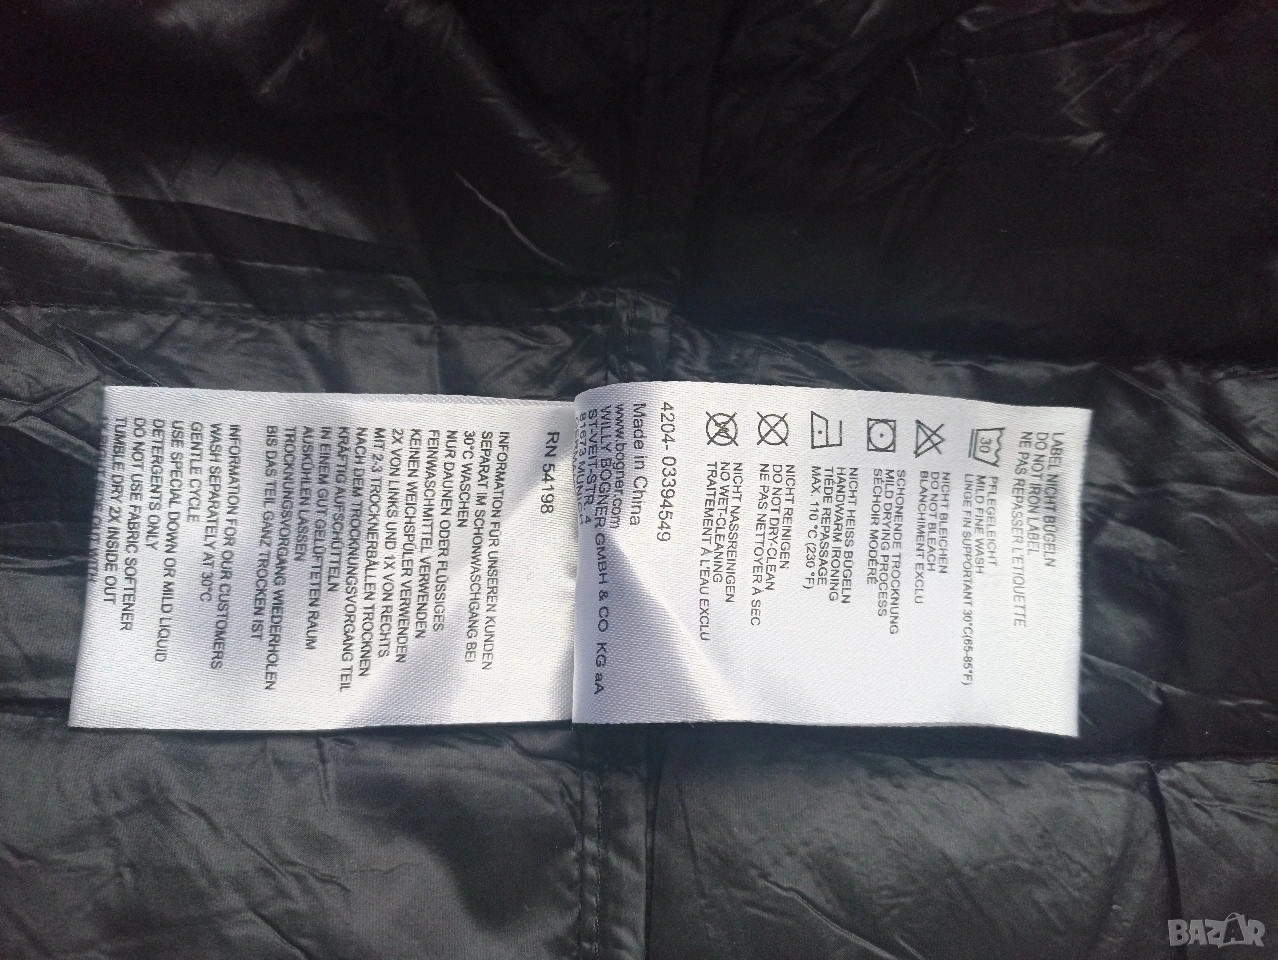 LABEL NICHT BÜGELN
DO NOT IRON LABEL
NE PAS REPASSER L'ETIQUETTE
30
PFLEGELEICHT
MILD FINE WASH
LINGE FIN SUPPORTANT 30°C(65-85°F)
NICHT BLEICHEN
DO NOT BLEACH
BLANCHIMENT EXCLU
SCHONENDE TROCKNUNG
MILD DRYING PROCESS
SÉCHOIR MODÉRÉ
NICHT HEISS BÜGELN
HANDWARM IRONING
TIÈDE REPASSAGE
MAX. 110 °C (230 °F)
NICHT REINIGEN
DO NOT DRY-CLEAN
NE PAS NETTOYER À SEC
NICHT NASSREINIGEN
NO WET-CLEANING
TRAITEMENT À L'EAU EXCLU
4204- 03394549
Made in China
www.bogner.com
WILLY BOGNER GMBH & CO KG aA
ST-VEIT-STR. 4
81673
RN 54198
INFORMATION FÜR UNSEREN KUNDEN
SEPARAT IM SCHONWASCHGANG BEI
30°C WASCHEN
NUR DAUNEN ODER FLÜSSIGES
FEINWASCHMITTEL VERWENDEN
KEINEN WEICHSPÜLER VERWENDEN
2X VON LINKS UND 1X VON RECHTS
MIT 2-3 TROCKNERBÄLLEN TROCKNEN
NACH DEM TROCKNUNGSVORGANG TEIL
KRÄFTIG AUFSCHÜTTELN
IN EINEM GUT GELÜFTETEN RAUM
AUSKÜHLEN LASSEN
TROCKNUNGSVORGANG WIEDERHOLEN
BIS DAS TEIL GANZ TROCKEN IST
INFORMATION FOR OUR CUSTOMERS
WASH SEPARATELY AT 30°C
GENTLE CYCLE
USE SPECIAL DOWN OR MILD LIQUID
DETERGENTS ONLY
DO NOT USE FABRIC SOFTENER
TUMBLE DRY 2X INSIDE OUT
BAZAR